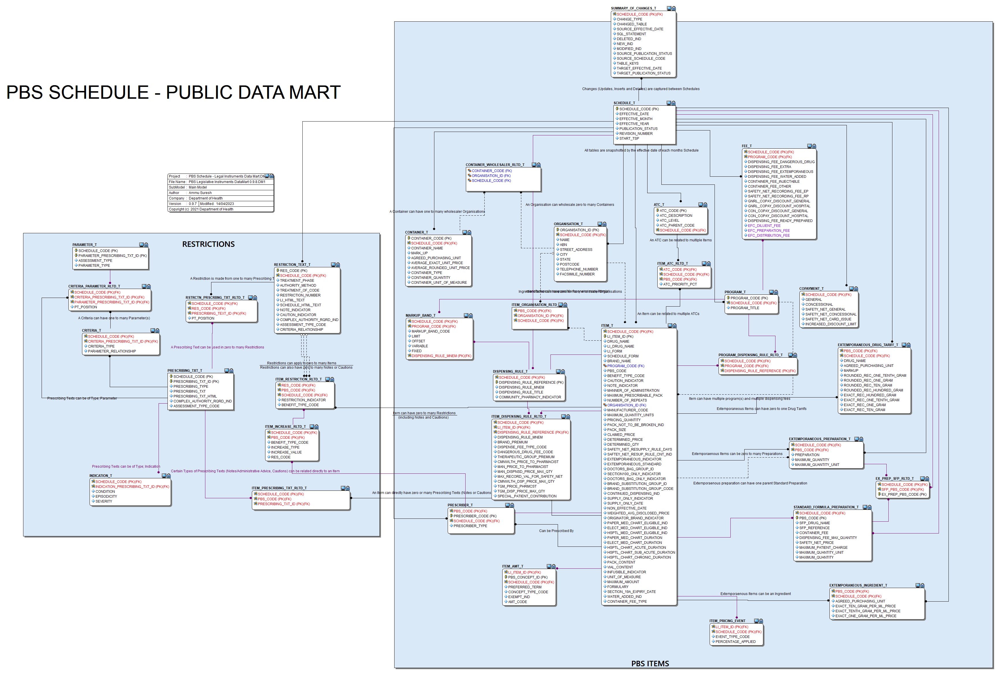 PBS SCHEDULE - PUBLIC DATA MART
Project : PBS Schedule - Legal Instruments Data Mart.DM
File Name : PBS Legislative Instruments DataMart 0.9.8.DM1
SubModel : Main Model
Author : Ammu Suresh
Company : Department of Health
Version : 0.9.7 Modified: 14/04/2023
Copyright (c) 2021 Department of Health
RESTRICTIONS
PARAMETER_T
SCHEDULE_CODE (PK)
PARAMETER_PRESCRIBING_TXT_ID (PK)
ASSESSMENT_TYPE
PARAMETER_TYPE
CRITERIA_PARAMETER_RLTD_T
SCHEDULE_CODE (PK)(FK)
CRITERIA_PRESCRIBING_TXT_ID (PK)(FK)
PARAMETER_PRESCRIBING_TXT_ID (PK)(FK)
PT_POSITION
A Criteria can have one to many Parameter(s)
CRITERIA_T
SCHEDULE_CODE (PK)(FK)
CRITERIA_PRESCRIBING_TXT_ID (PK)(FK)
CRITERIA_TYPE
PARAMETER_RELATIONSHIP
A Restriction is made from one to many Prescribing T
RSTRCTN_PRSCRBNG_TXT_RLTD_T
SCHEDULE_CODE (PK)(FK)
RES_CODE (PK)(FK)
PRESCRIBING_TEXT_ID (PK)(FK)
PT_POSITION
A Prescribing Text can be used in zero to many Restrictions
RESTRICTION_TEXT_T
RES_CODE (PK)
SCHEDULE_CODE (PK)(FK)
TREATMENT_PHASE
AUTHORITY_METHOD
TREATMENT_OF_CODE
RESTRICTION_NUMBER
LI_HTML_TEXT
SCHEDULE_HTML_TEXT
NOTE_INDICATOR
CAUTION_INDICATOR
COMPLEX_AUTHORITY_RQRD_IND
ASSESSMENT_TYPE_CODE
CRITERIA_RELATIONSHIP
Restrictions can apply to zero to many Items
Restrictions can also have zero to many Notes or Cautions
PRESCRIBING_TXT_T
SCHEDULE_CODE (PK)
PRESCRIBING_TXT_ID (PK)
PRESCRIBING_TYPE
PRESCRIBING_TXT
PRESCRIBING_TXT_HTML
COMPLEX_AUTHORITY_RQRD_IND
ASSESSMENT_TYPE_CODE
Prescribing Texts can be of Type; Parameter
ITEM_RESTRICTION_RLTD_T
RES_CODE (PK)(FK)
PBS_CODE (PK)(FK)
SCHEDULE_CODE (PK)(FK)
RESTRICTION_INDICATOR
BENEFIT_TYPE_CODE
ITEM_INCREASE_RLTD_T
SCHEDULE_CODE (PK)(FK)
PBS_CODE (PK)(FK)
BENEFIT_TYPE_CODE
INCREASE_TYPE
INCREASE_VALUE
RES_CODE
Prescribing Texts can be of Type; Indication
Certain Types of Prescribing Texts (Notes/Administrative Advice, Cautions) can be related directly to an Item
INDICATION_T
SCHEDULE_CODE (PK)(FK)
INDICATION_PRESCRIBING_TXT_ID (PK)(FK)
CONDITION
EPISODICITY
SEVERITY
ITEM_PRESCRIBING_TXT_RLTD_T
SCHEDULE_CODE (PK)(FK)
PBS_CODE (PK)(FK)
PRESCRIBING_TXT_ID (PK)(FK)
An Item can directly have zero or many Prescribing Texts (Notes or Cautions
SUMMARY_OF_CHANGES_T
SCHEDULE_CODE (PK)(FK)
CHANGE_TYPE
CHANGED_TABLE
SOURCE_EFFECTIVE_DATE
SQL_STATEMENT
DELETED_IND
NEW_IND
MODIFIED_IND
SOURCE_PUBLICATION_STATUS
SOURCE_SCHEDULE_CODE
TABLE_KEYS
TARGET_EFFECTIVE_DATE
TARGET_PUBLICATION_STATUS
Changes (Updates, Inserts and Deletes) are captured between Schedules
SCHEDULE_T
SCHEDULE_CODE (PK)
EFFECTIVE_DATE
EFFECTIVE_MONTH
EFFECTIVE_YEAR
PUBLICATION_STATUS
REVISION_NUMBER
START_TSP
All tables are snapshotted by the effective date of each months Schedule
CONTAINER_WHOLESALER_RLTD_T
CONTAINER_CODE (FK)
ORGANISATION_ID (FK)
SCHEDULE_CODE (FK)
A Container can have one to many wholesaler Organisations
An Organisation can wholesale zero to many Containers
CONTAINER_T
CONTAINER_CODE (PK)
SCHEDULE_CODE (PK)(FK)
CONTAINER_NAME
MARK_UP
AGREED_PURCHASING_UNIT
AVERAGE_EXACT_UNIT_PRICE
AVERAGE_ROUNDED_UNIT_PRICE
CONTAINER_TYPE
CONTAINER_QUANTITY
CONTAINER_UNIT_OF_MEASURE
ORGANISATION_T
ORGANISATION_ID (PK)
SCHEDULE_CODE (PK)(FK)
NAME
ABN
STREET_ADDRESS
CITY
STATE
POSTCODE
TELEPHONE_NUMBER
FACSIMILE_NUMBER
ATC_T
ATC_CODE (PK)
ATC_DESCRIPTION
ATC_LEVEL
ATC_PARENT_CODE
SCHEDULE_CODE (PK)(FK)
An ATC can be related to multiple Items
ITEM_ATC_RLTD_T
ATC_CODE (PK)(FK)
SCHEDULE_CODE (PK)(FK)
PBS_CODE (PK)(FK)
ATC_PRIORITY_PCT
An Item can be related to multiple ATCs
FEE_T
SCHEDULE_CODE (PK)(FK)
PROGRAM_CODE (PK)(FK)
DISPENSING_FEE_DANGEROUS_DRUG
DISPENSING_FEE_EXTRA
DISPENSING_FEE_EXTEMPORANEOUS
DISPENSING_FEE_WATER_ADDED
CONTAINER_FEE_INJECTABLE
CONTAINER_FEE_OTHER
SAFETY_NET_RECORDING_FEE_EP
SAFETY_NET_RECORDING_FEE_RP
GNRL_COPAY_DISCOUNT_GENERAL
GNRL_COPAY_DISCOUNT_HOSPITAL
CON_COPAY_DISCOUNT_GENERAL
CON_COPAY_DISCOUNT_HOSPITAL
DISPENSING_FEE_READY_PREPARED
EFC_DILUENT_FEE
EFC_PREPARATION_FEE
EFC_DISTRIBUTION_FEE
PROGRAM_T
PROGRAM_CODE (PK)
SCHEDULE_CODE (PK)(FK)
PROGRAM_TITLE
COPAYMENT_T
SCHEDULE_CODE (PK)(FK)
GENERAL
CONCESSIONAL
SAFETY_NET_GENERAL
SAFETY_NET_CONCESSIONAL
SAFETY_NET_CARD_ISSUE
INCREASED_DISCOUNT_LIMIT
ITEM_ORGANISATION_RLTD
PBS_CODE (PK)(FK)
ORGANISATION_ID (PK)(FK)
SCHEDULE_CODE (PK)(FK)
MARKUP_BAND_T
SCHEDULE_CODE (PK)(FK)
PROGRAM_CODE (PK)(FK)
MARKUP_BAND_CODE
LIMIT
OFFSET
VARIABLE
FIXED
DISPENSING_RULE_MNEM (PK)(FK)
DISPENSING_RULE_T
SCHEDULE_CODE (PK)(FK)
DISPENSING_RULE_REFERENCE (PK)
DISPENSING_RULE_MNEM
DISPENSING_RULE_TITLE
COMMUNITY_PHARMACY_INDICATOR
Item can have zero to many Restrictions
(including Notes and Cautiions)
ITEM_DISPENSING_RULE_RLTD_T
SCHEDULE_CODE (PK)(FK)
LI_ITEM_ID (PK)(FK)
DISPENSING_RULE_REFERENCE (PK)(FK)
DISPENSING_RULE_MNEM
BRAND_PREMIUM
DISPENSE_FEE_TYPE_CODE
DANGEROUS_DRUG_FEE_CODE
THERAPEUTIC_GROUP_PREMIUM
CMNWLTH_PRICE_TO_PHARMACIST
MAN_PRICE_TO_PHARMACIST
MAN_DISPNSD_PRICE_MAX_QTY
MAX_RECORD_VAL_FOR_SAFETY_NET
CMNWLTH_DSP_PRICE_MAX_QTY
TGM_PRICE_PHRMCST
TGM_DISP_PRICE_MAX_QTY
SPECIAL_PATIENT_CONTRIBUTION
PRESCRIBER_T
PBS_CODE (PK)(FK)
PRESCRIBER_CODE (PK)
SCHEDULE_CODE (PK)(FK)
PRESCRIBER_TYPE
Can be Prescribed By
ITEM_AMT_T
LI_ITEM_ID (PK)(FK)
PBS_CONCEPT_ID (PK)
SCHEDULE_CODE (PK)(FK)
PREFERRED_TERM
CONCEPT_TYPE_CODE
EXEMPT_IND
AMT_CODE
ITEM_T
SCHEDULE_CODE (PK)(FK)
LI_ITEM_ID (PK)
DRUG_NAME
LI_DRUG_NAME
LI_FORM
SCHEDULE_FORM
BRAND_NAME
PROGRAM_CODE (FK)
PBS_CODE
BENEFIT_TYPE_CODE
CAUTION_INDICATOR
NOTE_INDICATOR
MANNER_OF_ADMINISTRATION
MAXIMUM_PRESCRIBABLE_PACK
NUMBER_OF_REPEATS
ORGANISATION_ID (FK)
MANUFACTURER_CODE
MAXIMUM_QUANTITY_UNITS
PRICING_QUANTITY
PACK_NOT_TO_BE_BROKEN_IND
PACK_SIZE
CLAIMED_PRICE
DETERMINED_PRICE
DETERMINED_QTY
SAFETY_NET_RESUPPLY_RULE_DAYS
SAFTEY_NET_RESUP_RULE_CNT_IND
EXTEMPORANEOUS_INDICATOR
EXTEMPORANEOUS_STANDARD
DOCTORS_BAG_GROUP_ID
SECTION100_ONLY_INDICATOR
DOCTORS_BAG_ONLY_INDICATOR
BRAND_SUBSTITUTION_GROUP_ID
BRAND_SUBSTITUTION_GROUP_CODE
CONTINUED_DISPENSING_IND
SUPPLY_ONLY_INDICATOR
SUPPLY_ONLY_DATE
NON_EFFECTIVE_DATE
WEIGHTED_AVG_DISCLOSED_PRICE
ORIGINATOR_BRAND_INDICATOR
PAPER_MED_CHART_ELIGIBLE_IND
ELECT_MED_CHART_ELIGIBLE_IND
HSPTL_MED_CHART_ELIGIBLE_IND
PAPER_MED_CHART_DURATION
ELECT_MED_CHART_DURATION
HSPTL_CHART_ACUTE_DURATION
HSPTL_CHART_SUB_ACUTE_DURATION
HSPTL_CHART_CHRONIC_DURATION
PACK_CONTENT
VIAL_CONTENT
INFUSIBLE_INDICATOR
UNIT_OF_MEASURE
MAXIMUM_AMOUNT
FORMULARY
SECTION_19A_EXPIRY_DATE
WATER_ADDED_IND
CONTAINER_FEE_TYPE
PROGRAM_DISPENSING_RULE_RLTD_T
SCHEDULE_CODE (PK)(FK)
PROGRAM_CODE (PK)(FK)
DISPENSING_RULE_REFERENCE (PK)(FK)
Item can have multiple program(s) and multiple dispensing fees
Extemporaneous Items can have zero to one Drug Tarrifs
EXTEMPORANEOUS_DRUG_TARIFF_T
PBS_CODE (PK)(FK)
SCHEDULE_CODE (PK)(FK)
DRUG_NAME
AGREED_PURCHASING_UNIT
MARKUP
ROUNDED_REC_ONE_TENTH_GRAM
ROUNDED_REC_ONE_GRAM
ROUNDED_REC_TEN_GRAM
ROUNDED_REC_HUNDRED_GRAM
EXACT_REC_HUNDRED_GRAM
EXACT_REC_ONE_TENTH_GRAM
EXACT_REC_ONE_GRAM
EXACT_REC_TEN_GRAM
EXTEMPORANEOUS_PREPARATION_T
SCHEDULE_CODE (PK)(FK)
PBS_CODE (PK)(FK)
PREPARATION
MAXIMUM_QUANTITY
MAXIMUM_QUANTITY_UNIT
Extemporaenous Items can be zero to many Preparations
Extemporaenous preparation can have one parent Standard Preparation
EX_PREP_SFP_RLTD_T
SCHEDULE_CODE (PK)(FK)
SFP_PBS_CODE (PK)(FK)
EX_PREP_PBS_CODE (PK)
STANDARD_FORMULA_PREPARATION_T
SCHEDULE_CODE (PK)(FK)
PBS_CODE (PK)
SFP_DRUG_NAME
SFP_REFERENCE
CONTAINER_FEE
DISPENSING_FEE_MAX_QUANTITY
SAFETY_NET_PRICE
MAXIMUM_PATIENT_CHARGE
MAXIMUM_QUANTITY_UNIT
MAXIMUM_QUANTITY
Extemporaenous Items can be an Ingredient
EXTEMPORANEOUS_INGREDIENT_T
PBS_CODE (PK)(FK)
SCHEDULE_CODE (PK)(FK)
AGREED_PURCHASING_UNIT
EXACT_TEN_GRAM_PER_ML_PRICE
EXACT_TENTH_GRAM_PER_ML_PRICE
EXACT_ONE_GRAM_PER_ML_PRICE
ITEM_PRICING_EVENT
LI_ITEM_ID (PK)(FK)
SCHEDULE_CODE (PK)(FK)
EVENT_TYPE_CODE
PERCENTAGE_APPLIED
PBS ITEMS